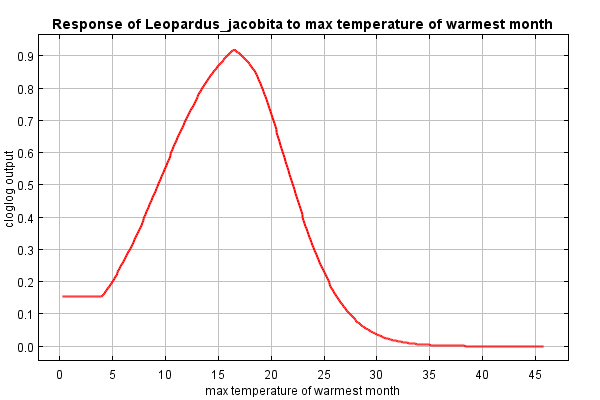 Response of Leopardus_jacobita to max temperature of warmest month
cloglog output
0.9
0.8
0.7
0.6
0.5
0.4
0.3
0.2
0.1
0.0
0 5 10 15 20 25 30 35 40 45
max temperature of warmest month